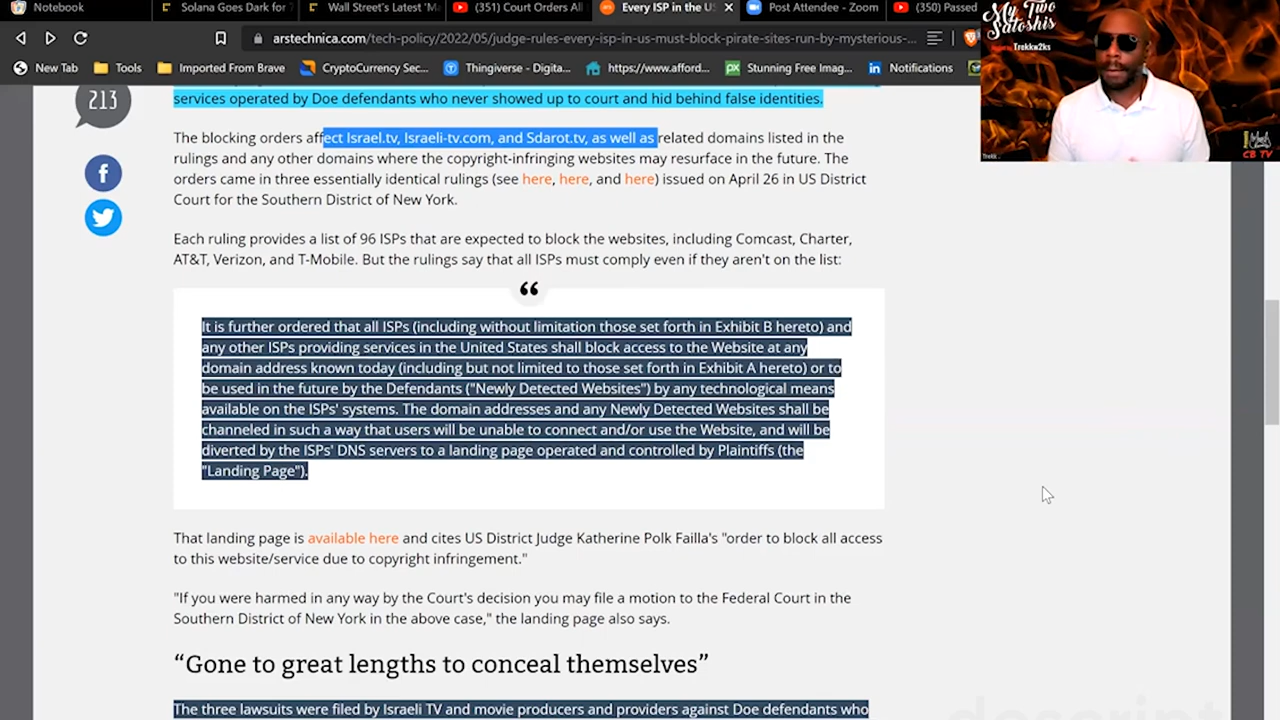 Notebook
Solana Goes Dark for 7
Wall Street's Latest 'M
(351) Court Orders All
Every ISP in the US
Post Attendee - Zoom
(350) Passed
arstechnica.com/tech-policy/2022/05/judge-rules-every-isp-in-us-must-block-pirate-sites-run-by-mysterious-...
New Tab
Tools
Imported From Brave
CryptoCurrency Sec...
Thingiverse - Digita...
https://www.afford...
Stunning Free Imag...
Notifications
My Two
Satoshis
Trekkw2ks
CB TV
Trekk..
213
services operated by Doe defendants who never showed up to court and hid behind false identities.
The blocking orders affect Israel.tv, Israeli-tv.com, and Sdarot.tv, as well as related domains listed in the
rulings and any other domains where the copyright-infringing websites may resurface in the future. The
orders came in three essentially identical rulings (see here, here, and here) issued on April 26 in US District
Court for the Southern District of New York.
Each ruling provides a list of 96 ISPs that are expected to block the websites, including Comcast, Charter,
AT&T, Verizon, and T-Mobile. But the rulings say that all ISPs must comply even if they aren't on the list:
“
It is further ordered that all ISPs (including without limitation those set forth in Exhibit B hereto) and
any other ISPs providing services in the United States shall block access to the Website at any
domain address known today (including but not limited to those set forth in Exhibit A hereto) or to
be used in the future by the Defendants ("Newly Detected Websites") by any technological means
available on the ISPs' systems. The domain addresses and any Newly Detected Websites shall be
channeled in such a way that users will be unable to connect and/or use the Website, and will be
diverted by the ISPs' DNS servers to a landing page operated and controlled by Plaintiffs (the
"Landing Page").
That landing page is available here and cites US District Judge Katherine Polk Failla's "order to block all access
to this website/service due to copyright infringement."
"If you were harmed in any way by the Court's decision you may file a motion to the Federal Court in the
Southern District of New York in the above case," the landing page also says.
“Gone to great lengths to conceal themselves”
The three lawsuits were filed by Israeli TV and movie producers and providers against Doe defendants who
descript